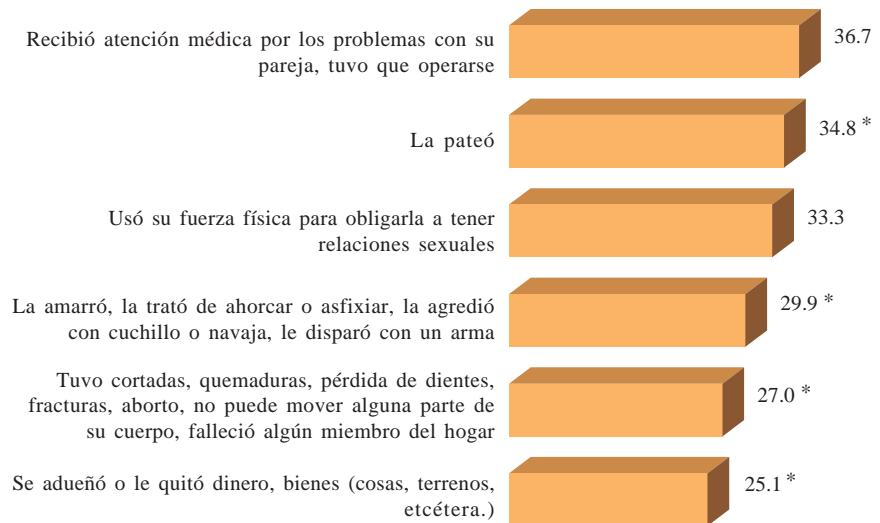 Recibió atención médica por los problemas con su
pareja, tuvo que operarse
36.7
La pateó
34.8 *
Usó su fuerza física para obligarla a tener
relaciones sexuales
33.3
La amarró, la trató de ahorcar o asfixiar, la agredió
con cuchillo o navaja, le disparó con un arma
29.9 *
Tuvo cortadas, quemaduras, pérdida de dientes,
fracturas, aborto, no puede mover alguna parte de
su cuerpo, falleció algún miembro del hogar
27.0 *
Se adueñó o le quitó dinero, bienes (cosas, terrenos,
etcétera.)
25.1 *